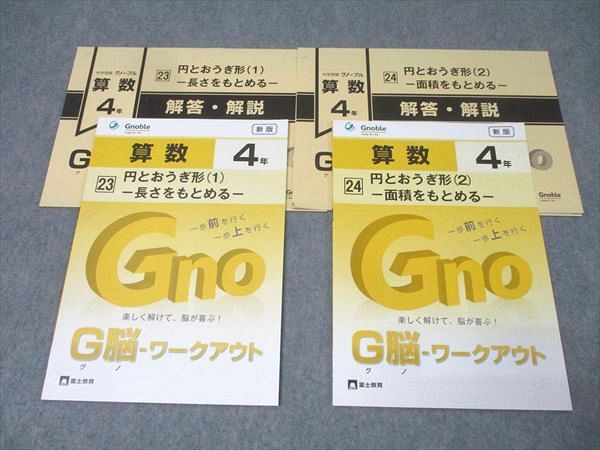 中学受験 グノーブル
算数
4年
23 円とおうぎ形(1)
－長さをもとめる－
解答・解説
中学受験 グノーブル
算数
4年
24 円とおうぎ形(2)
－面積をもとめる－
解答・解説
Gnoble
Gnoble
Gnoble
新版
算数 4年
23 円とおうぎ形(1)
－長さをもとめる－
一歩前を行く
一歩上を行く
Gno
楽しく解けて、脳が喜ぶ！
G脳-ワークアウト
グ ノ
富士教育
Gnoble
新版
算数 4年
24 円とおうぎ形(2)
－面積をもとめる－
一歩前を行く
一歩上を行く
Gno
楽しく解けて、脳が喜ぶ！
G脳-ワークアウト
グ ノ
富士教育